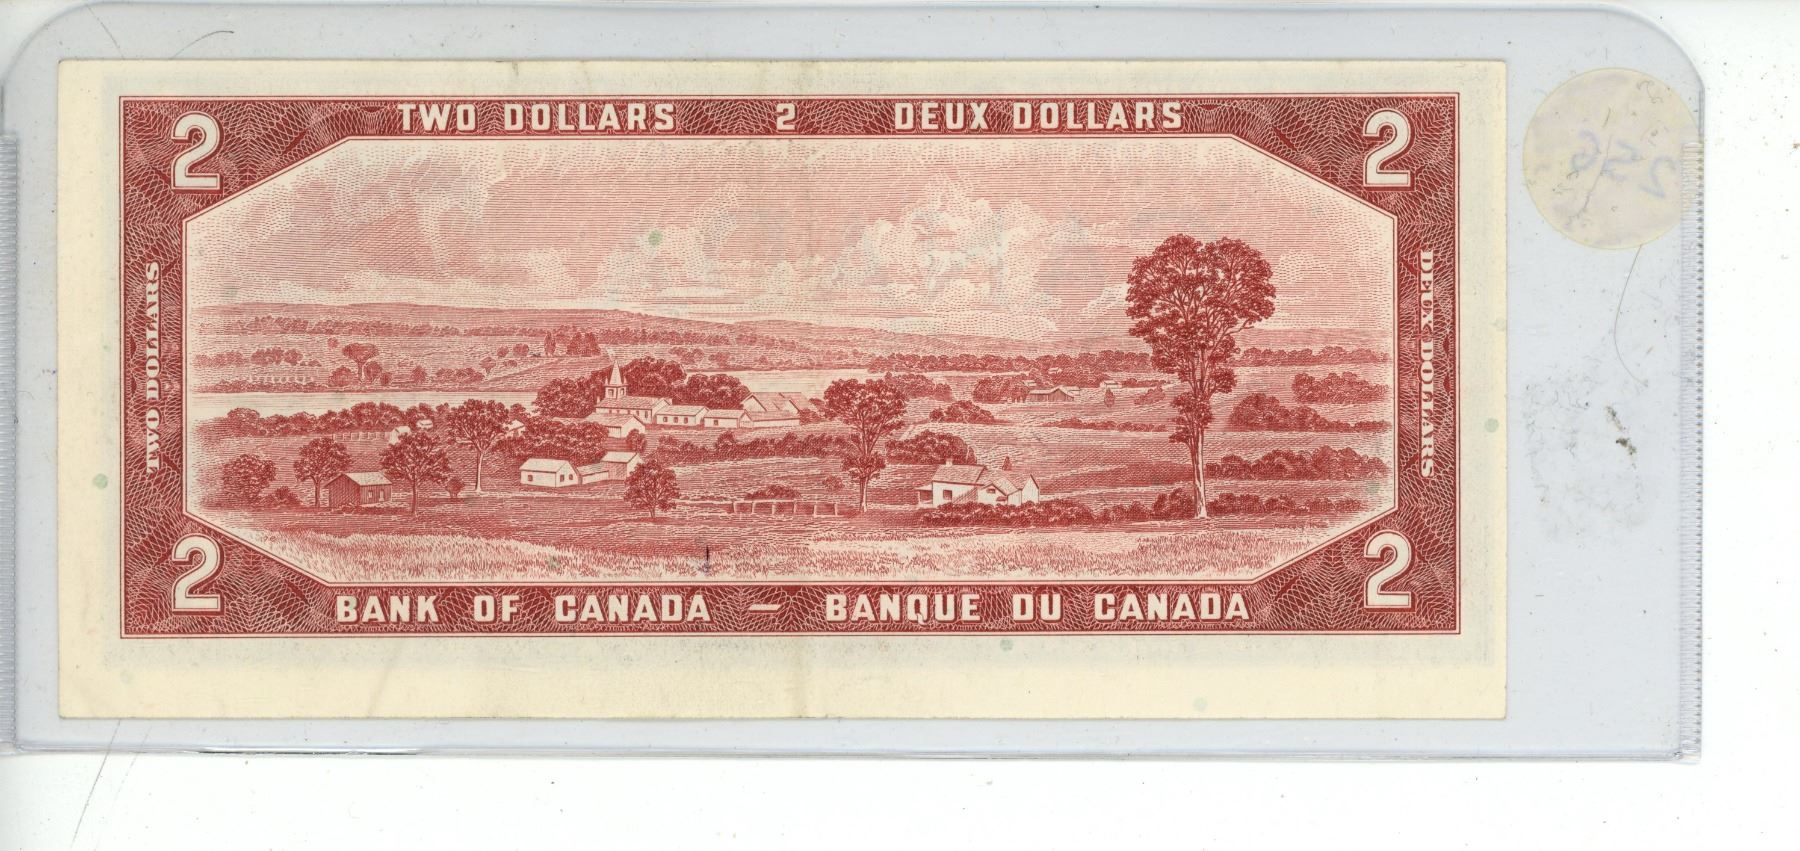 TWO DOLLARS 2 DEUX DOLLARS
2 2
TWO DOLLARS
DEUX DOLLARS
256
2 2
BANK OF CANADA – BANQUE DU CANADA